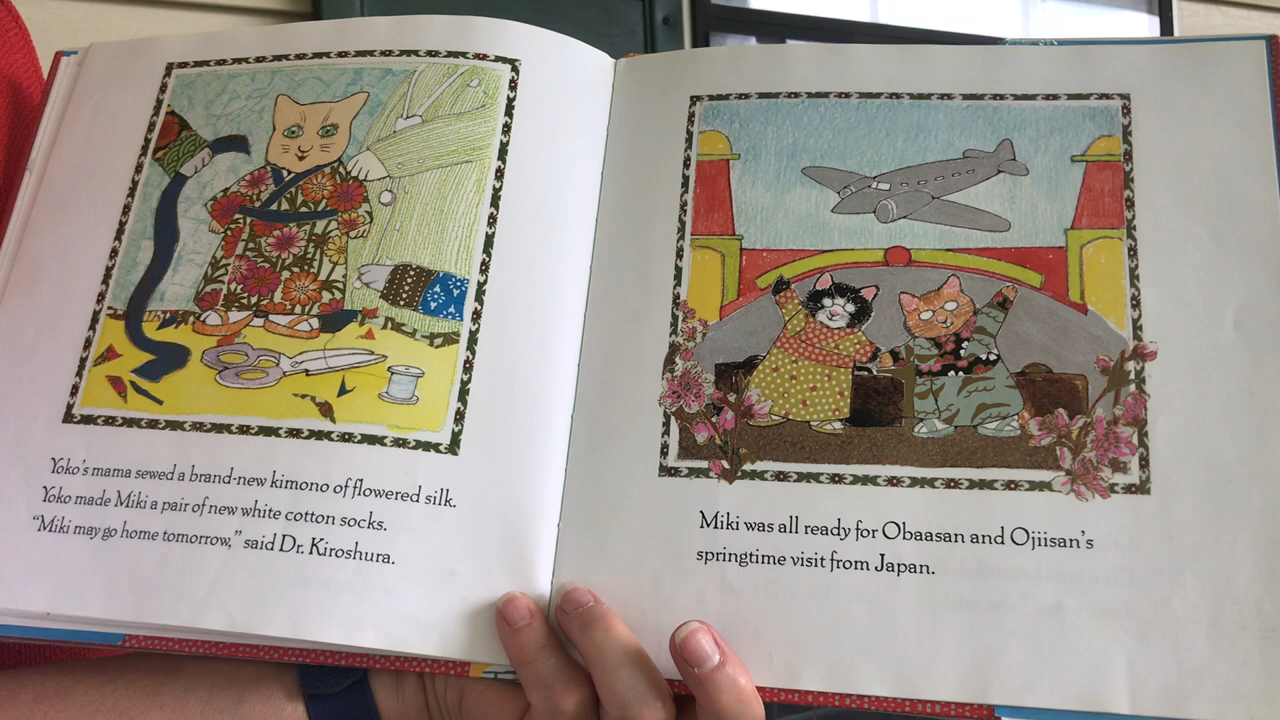 Yoko's mama sewed a brand-new kimono of flowered silk.
Yoko made Miki a pair of new white cotton socks.
“Miki may go home tomorrow,” said Dr. Kiroshura.
Miki was all ready for Obaasan and Ojiisan's
springtime visit from Japan.